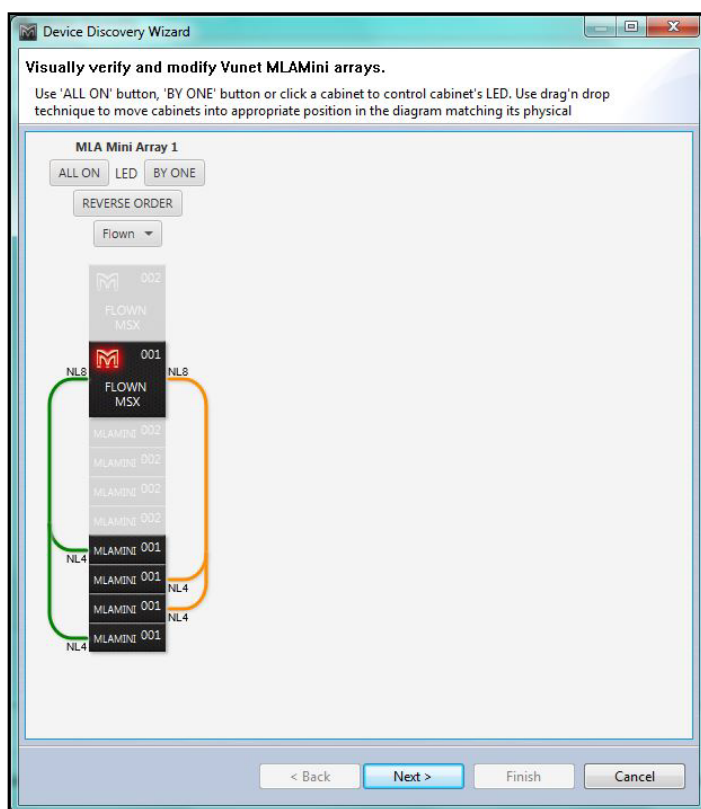 Device Discovery Wizard
Visually verify and modify Vunet MLAMini arrays.
Use 'ALL ON' button, 'BY ONE' button or click a cabinet to control cabinet's LED. Use drag'n drop
technique to move cabinets into appropriate position in the diagram matching its physical
MLA Mini Array 1
ALL ON LED BY ONE
REVERSE ORDER
Flown
002
FLOWN
MSX
001
NL8 NL8
FLOWN
MSX
MLAMINI 002
MLAMINI 002
MLAMINI 002
MLAMINI 002
MLAMINI 001
NL4
MLAMINI 001
NL4
MLAMINI 001
NL4
MLAMINI 001
NL4
< Back Next > Finish Cancel